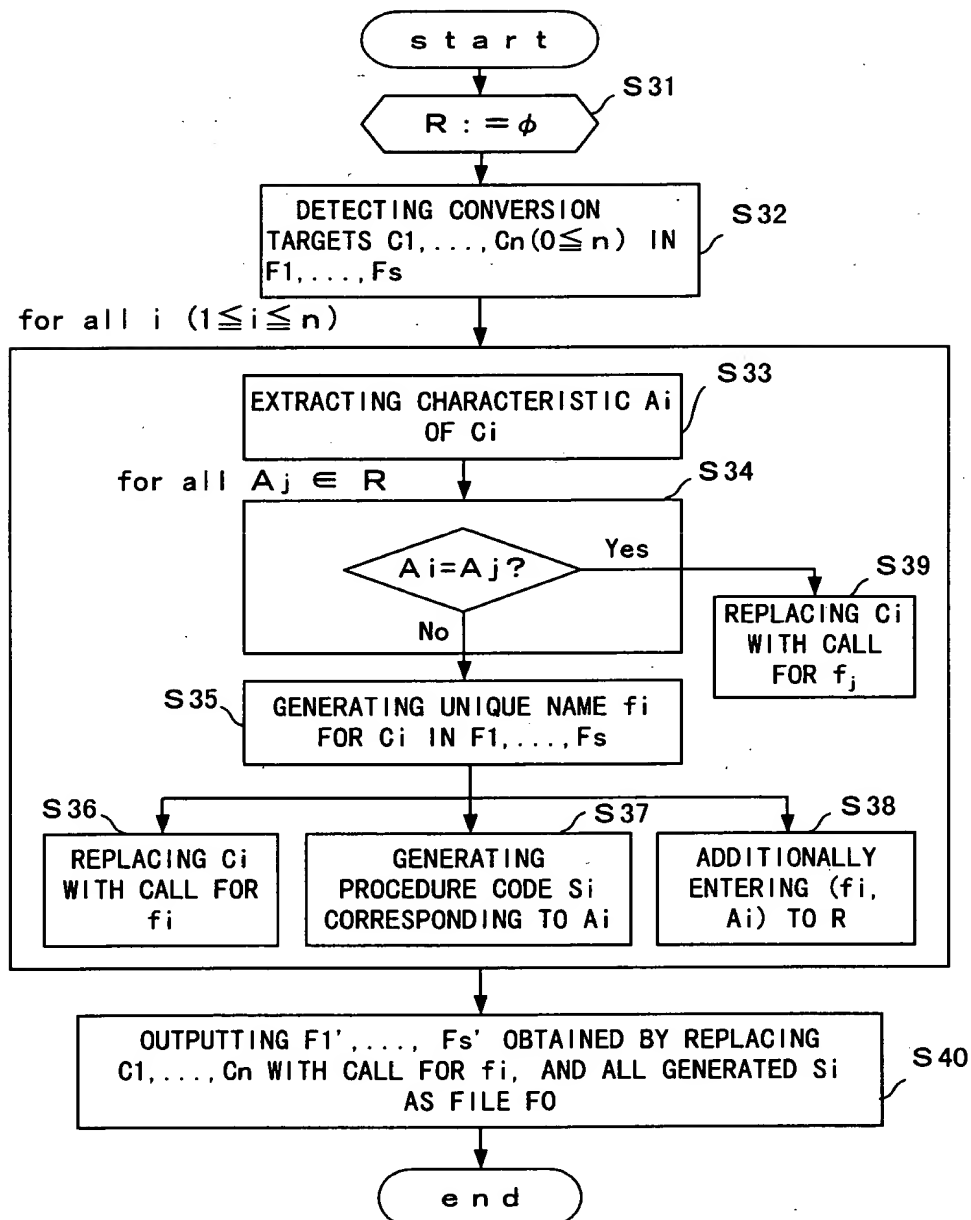 start
S31
R:=φ
DETECTING CONVERSION
TARGETS C1,...,Cn(0≦n) IN
F1,...,Fs
S32
for all i (1≦i≦n)
S33
EXTRACTING CHARACTERISTIC Ai
OF Ci
for all Aj ∈ R
S34
Ai=Aj?
Yes
No
S39
REPLACING Ci
WITH CALL
FOR fj
S35
GENERATING UNIQUE NAME fi
FOR Ci IN F1,...,Fs
S36
REPLACING Ci
WITH CALL FOR
fi
S37
GENERATING
PROCEDURE CODE Si
CORRESPONDING TO Ai
S38
ADDITIONALLY
ENTERING (fi,
Ai) TO R
OUTPUTTING F1',..., Fs' OBTAINED BY REPLACING
C1,...,Cn WITH CALL FOR fi, AND ALL GENERATED Si
AS FILE F0
S40
end